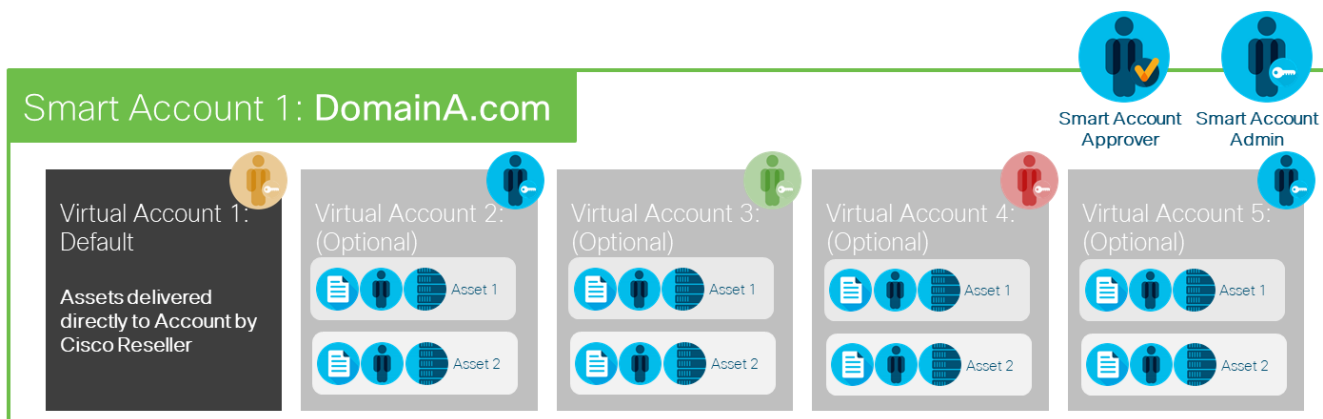 Smart Account 1: DomainA.com
Smart Account
Approver
Smart Account
Admin
Virtual Account 1:
Default
Assets delivered
directly to Account by
Cisco Reseller
Virtual Account 2:
(Optional)
Asset 1
Asset 2
Virtual Account 3:
(Optional)
Asset 1
Asset 2
Virtual Account 4:
(Optional)
Asset 1
Asset 2
Virtual Account 5:
(Optional)
Asset 1
Asset 2